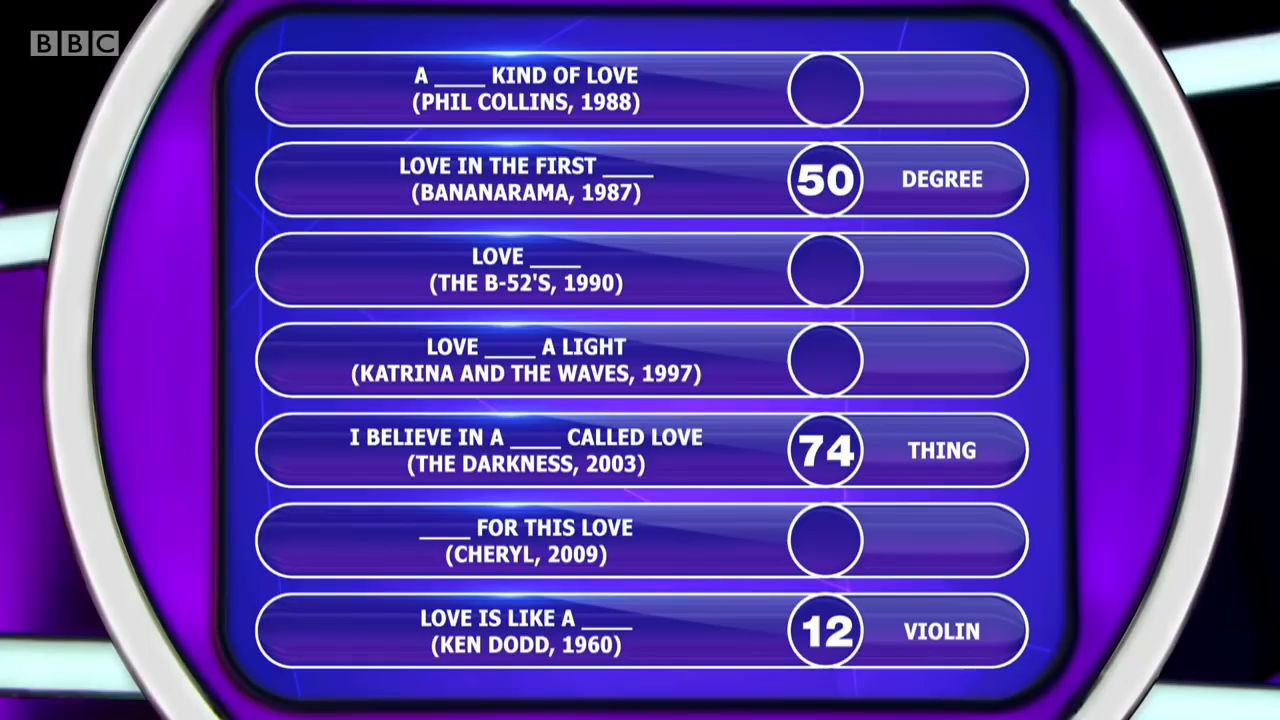 BBC
A ____ KIND OF LOVE
(PHIL COLLINS, 1988)
LOVE IN THE FIRST ____
(BANANARAMA, 1987)
50 DEGREE
LOVE ____
(THE B-52'S, 1990)
LOVE ____ A LIGHT
(KATRINA AND THE WAVES, 1997)
I BELIEVE IN A ____ CALLED LOVE
(THE DARKNESS, 2003)
74 THING
____ FOR THIS LOVE
(CHERYL, 2009)
LOVE IS LIKE A ____
(KEN DODD, 1960)
12 VIOLIN